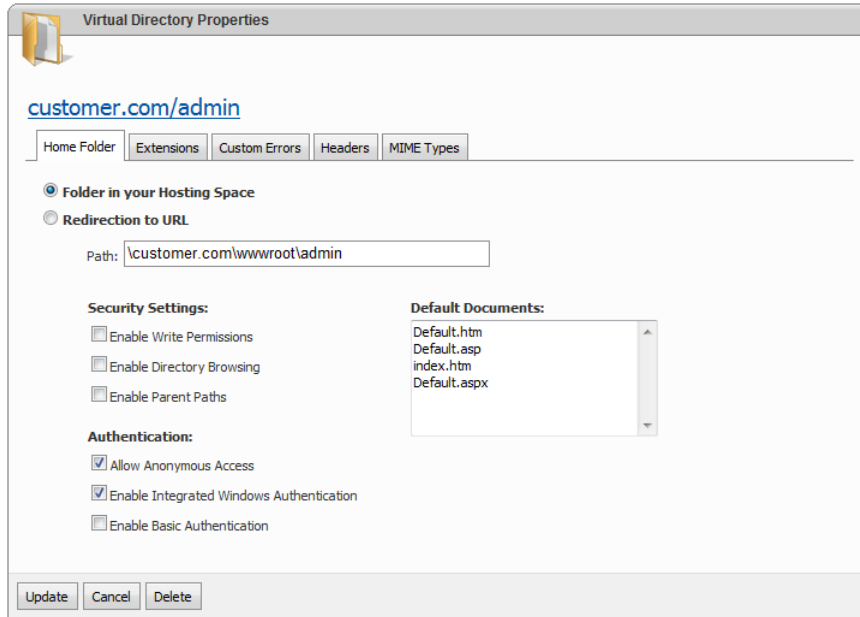 Virtual Directory Properties
customer.com/admin
Home Folder Extensions Custom Errors Headers MIME Types
Folder in your Hosting Space
Redirection to URL
Path: \customer.com\wwwroot\admin
Security Settings:
Enable Write Permissions
Enable Directory Browsing
Enable Parent Paths
Default Documents:
Default.htm
Default.asp
index.htm
Default.aspx
Authentication:
Allow Anonymous Access
Enable Integrated Windows Authentication
Enable Basic Authentication
Update Cancel Delete